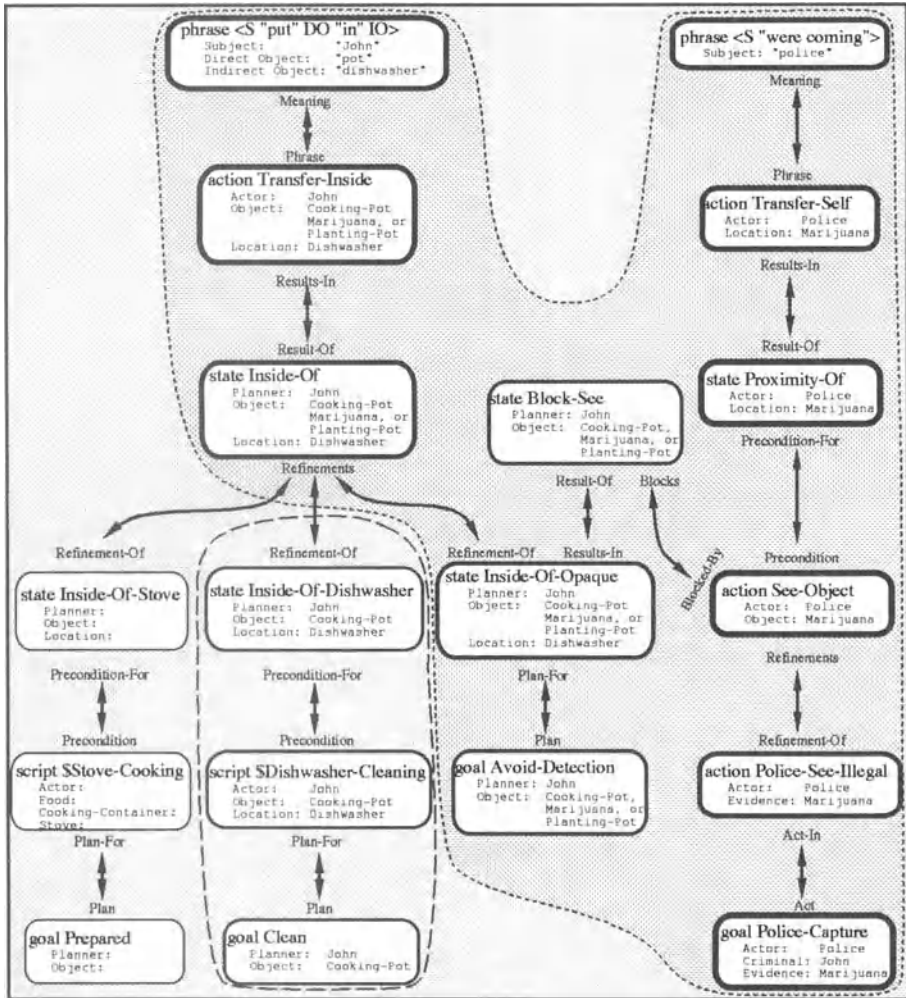 phrase <S "put" DO "in" IO>
Subject: "John"
Direct Object: "pot"
Indirect Object: "dishwasher"
Meaning
Phrase
action Transfer-Inside
Actor: John
Object: Cooking-Pot
Marijuana, or
Planting-Pot
Location: Dishwasher
Results-In
Result-Of
state Inside-Of
Planner: John
Object: Cooking-Pot
Marijuana, or
Planting-Pot
Location: Dishwasher
Refinements
Refinement-Of
state Inside-Of-Stove
Planner:
Object:
Location:
Precondition-For
Precondition
script $Stove-Cooking
Actor:
Food:
Cooking-Container:
Stove:
Plan-For
Plan
goal Prepared
Planner:
Object:
Refinement-Of
state Inside-Of-Dishwasher
Planner: John
Object: Cooking-Pot
Location: Dishwasher
Precondition-For
Precondition
script $Dishwasher-Cleaning
Actor: John
Object: Cooking-Pot
Location: Dishwasher
Plan-For
Plan
goal Clean
Planner: John
Object: Cooking-Pot
state Block-See
Planner: John
Object: Cooking-Pot,
Marijuana, or
Planting-Pot
Result-Of Blocks
Refinement-Of Results-In
Blocked-By
state Inside-Of-Opaque
Planner: John
Object: Cooking-Pot
Marijuana, or
Planting-Pot
Location: Dishwasher
Plan-For
Plan
goal Avoid-Detection
Planner: John
Object: Cooking-Pot,
Marijuana, or
Planting-Pot
phrase <S "were coming">
Subject: "police"
Meaning
Phrase
action Transfer-Self
Actor: Police
Location: Marijuana
Results-In
Result-Of
state Proximity-Of
Actor: Police
Location: Marijuana
Precondition-For
Precondition
action See-Object
Actor: Police
Object: Marijuana
Refinements
Refinement-Of
action Police-See-Illegal
Actor: Police
Evidence: Marijuana
Act-In
Act
goal Police-Capture
Actor: Police
Criminal: John
Evidence: Marijuana